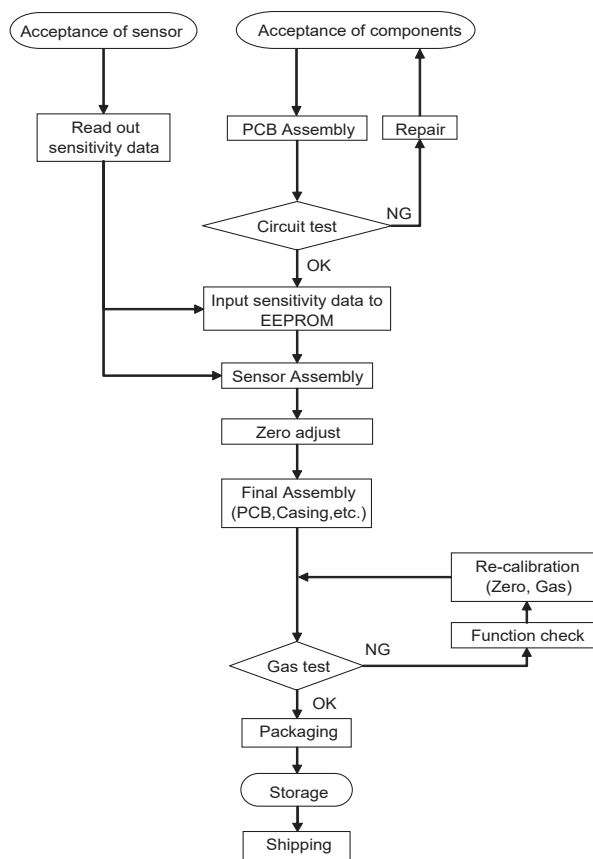 Acceptance of sensor
Acceptance of components
Read out
sensitivity data
PCB Assembly
Repair
Circuit test
NG
OK
Input sensitivity data to
EEPROM
Sensor Assembly
Zero adjust
Final Assembly
(PCB,Casing,etc.)
Re-calibration
(Zero, Gas)
Function check
Gas test
NG
OK
Packaging
Storage
Shipping